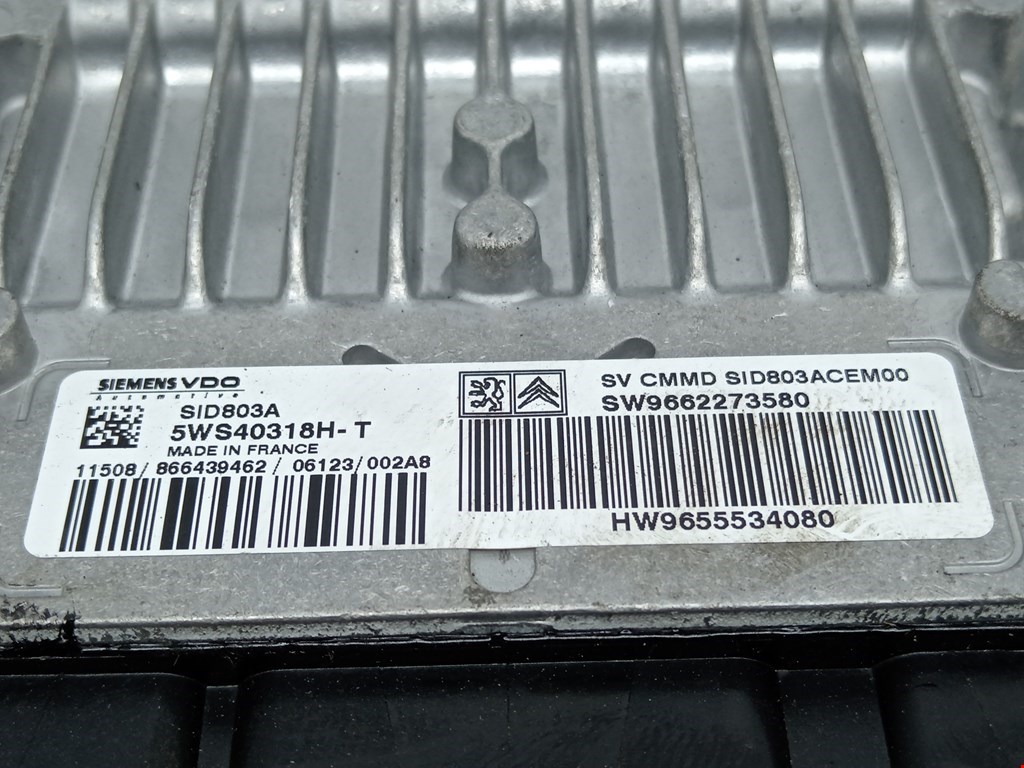 SIEMENS VDO
Automotive
SID803A
5WS40318H-T
MADE IN FRANCE
11508/866439462/06123/002A8
SV CMMD SID803ACEM00
SW9662273580
HW9655534080